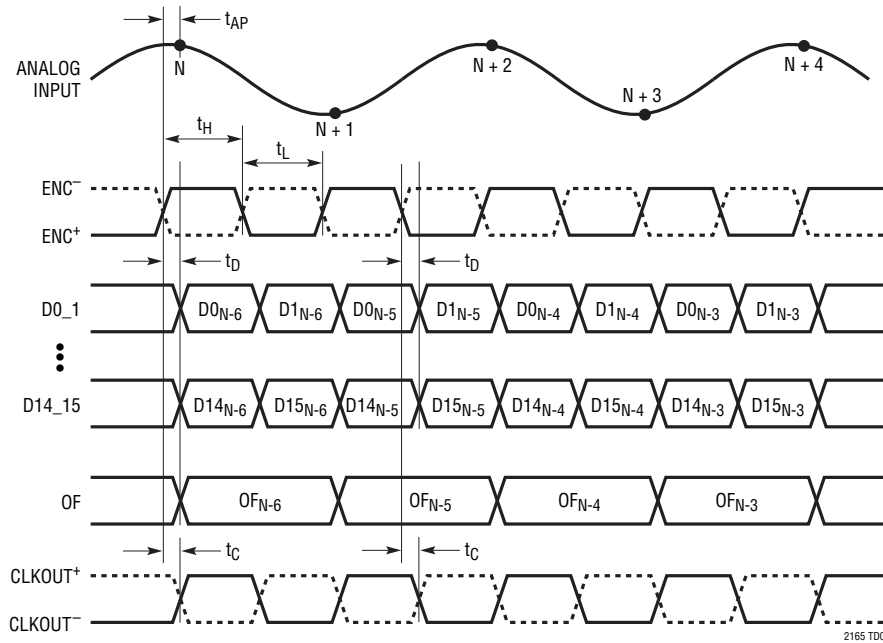 tAP
ANALOG
INPUT
N
N + 1
N + 2
N + 3
N + 4
tH
tL
ENC–
ENC+
tD
tD
D0_1
D0N-6 D1N-6 D0N-5 D1N-5 D0N-4 D1N-4 D0N-3 D1N-3
D14_15
D14N-6 D15N-6 D14N-5 D15N-5 D14N-4 D15N-4 D14N-3 D15N-3
OF
OFN-6 OFN-5 OFN-4 OFN-3
tC
tC
CLKOUT+
CLKOUT–